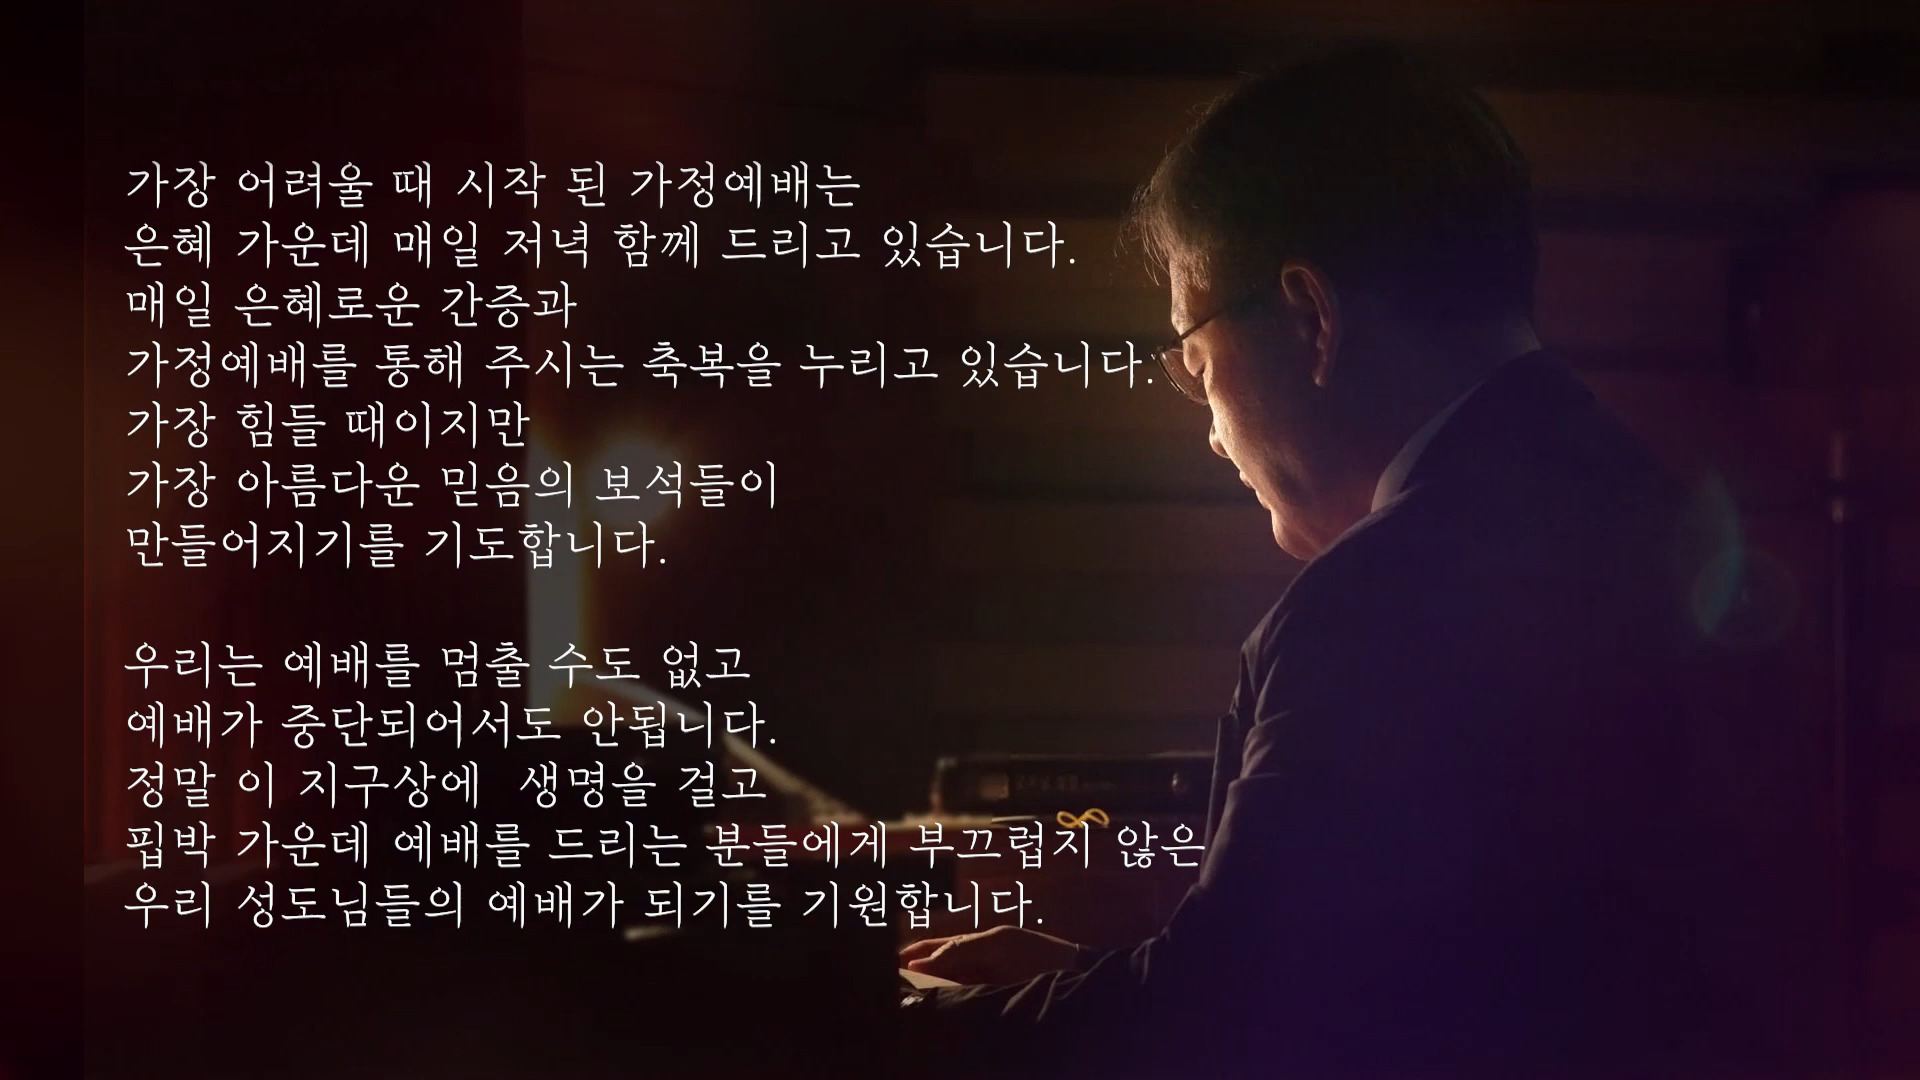 가장 어려울 때 시작 된 가정예배는
은혜 가운데 매일 저녁 함께 드리고 있습니다.
매일 은혜로운 간증과
가정예배를 통해 주시는 축복을 누리고 있습니다.
가장 힘들 때이지만
가장 아름다운 믿음의 보석들이
만들어지기를 기도합니다.
우리는 예배를 멈출 수도 없고
예배가 중단되어서도 안됩니다.
정말 이 지구상에  생명을 걸고
핍박 가운데 예배를 드리는 분들에게 부끄럽지 않은
우리 성도님들의 예배가 되기를 기원합니다.